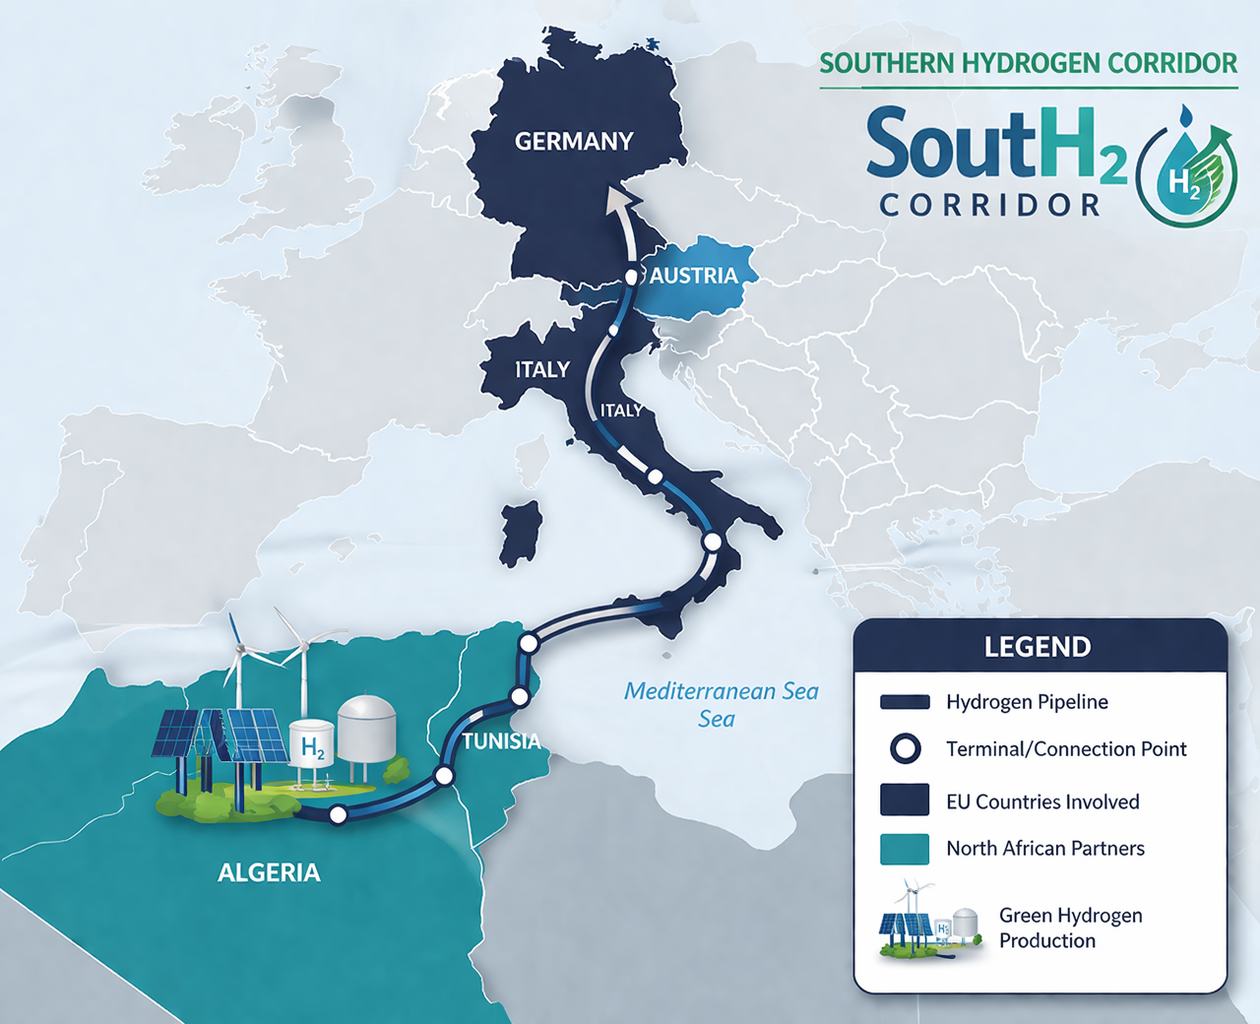 SOUTHERN HYDROGEN CORRIDOR
SoutH₂
CORRIDOR
H₂
GERMANY
AUSTRIA
ITALY
ITALY
Mediterranean Sea
Sea
TUNISIA
H₂
ALGERIA
LEGEND
Hydrogen Pipeline
Terminal/Connection Point
EU Countries Involved
North African Partners
H₂
Green Hydrogen
Production